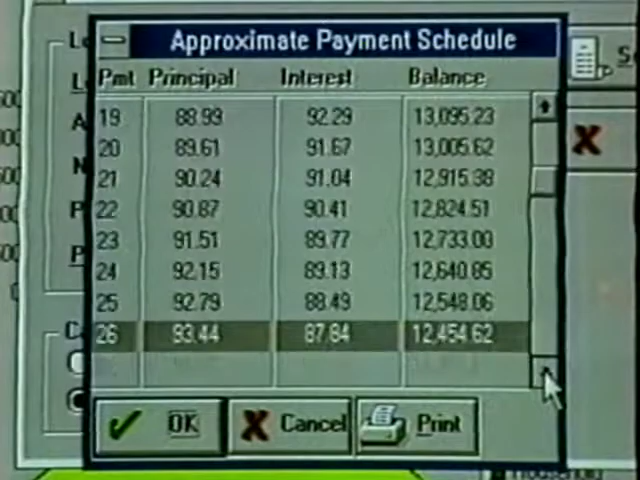 Approximate Payment Schedule
Pmt Principal Interest Balance
19 88.99 92.29 13,095.23
20 89.61 91.67 13,005.62
21 90.24 91.04 12,915.38
22 90.87 90.41 12,824.51
23 91.51 89.77 12,733.00
24 92.15 89.13 12,640.85
25 92.79 88.49 12,548.06
26 93.44 87.84 12,454.62
OK Cancel Print